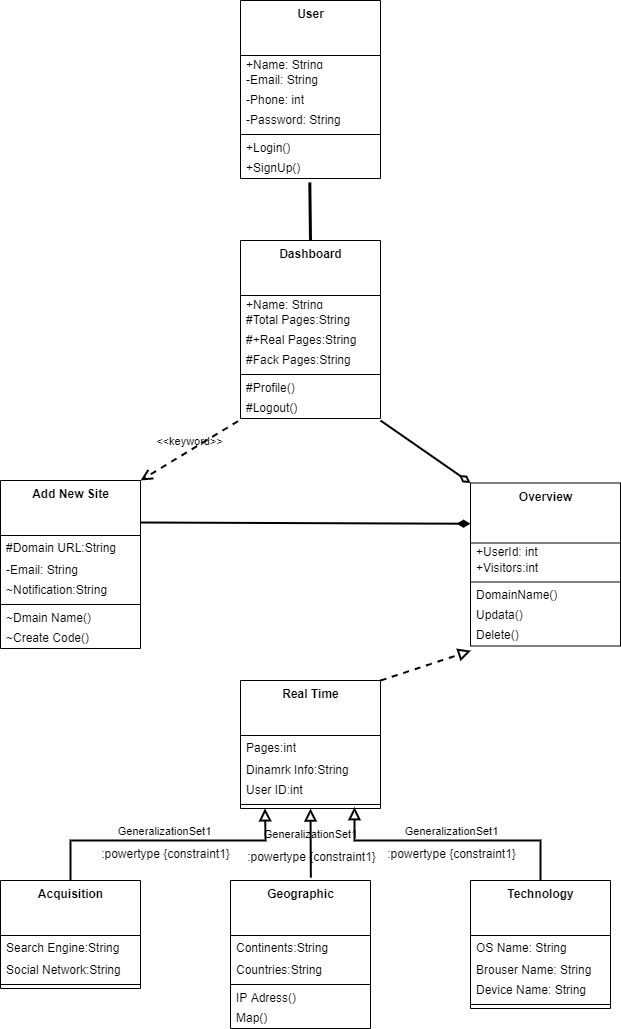 User
+Name: String
-Email: String
-Phone: int
-Password: String
+Login()
+SignUp()
Dashboard
+Name: String
#Total Pages:String
#+Real Pages:String
#Fack Pages:String
#Profile()
#Logout()
<<keyword>>
Add New Site
#Domain URL:String
-Email: String
~Notification:String
~Dmain Name()
~Create Code()
Overview
+UserId: int
+Visitors:int
DomainName()
Updata()
Delete()
Real Time
Pages:int
Dinamrk Info:String
User ID:int
GeneralizationSet1
:powertype {constraint1}
GeneralizationSet1
:powertype {constraint1}
GeneralizationSet1
:powertype {constraint1}
Acquisition
Search Engine:String
Social Network:String
Geographic
Continents:String
Countries:String
IP Adress()
Map()
Technology
OS Name: String
Brouser Name: String
Device Name: String